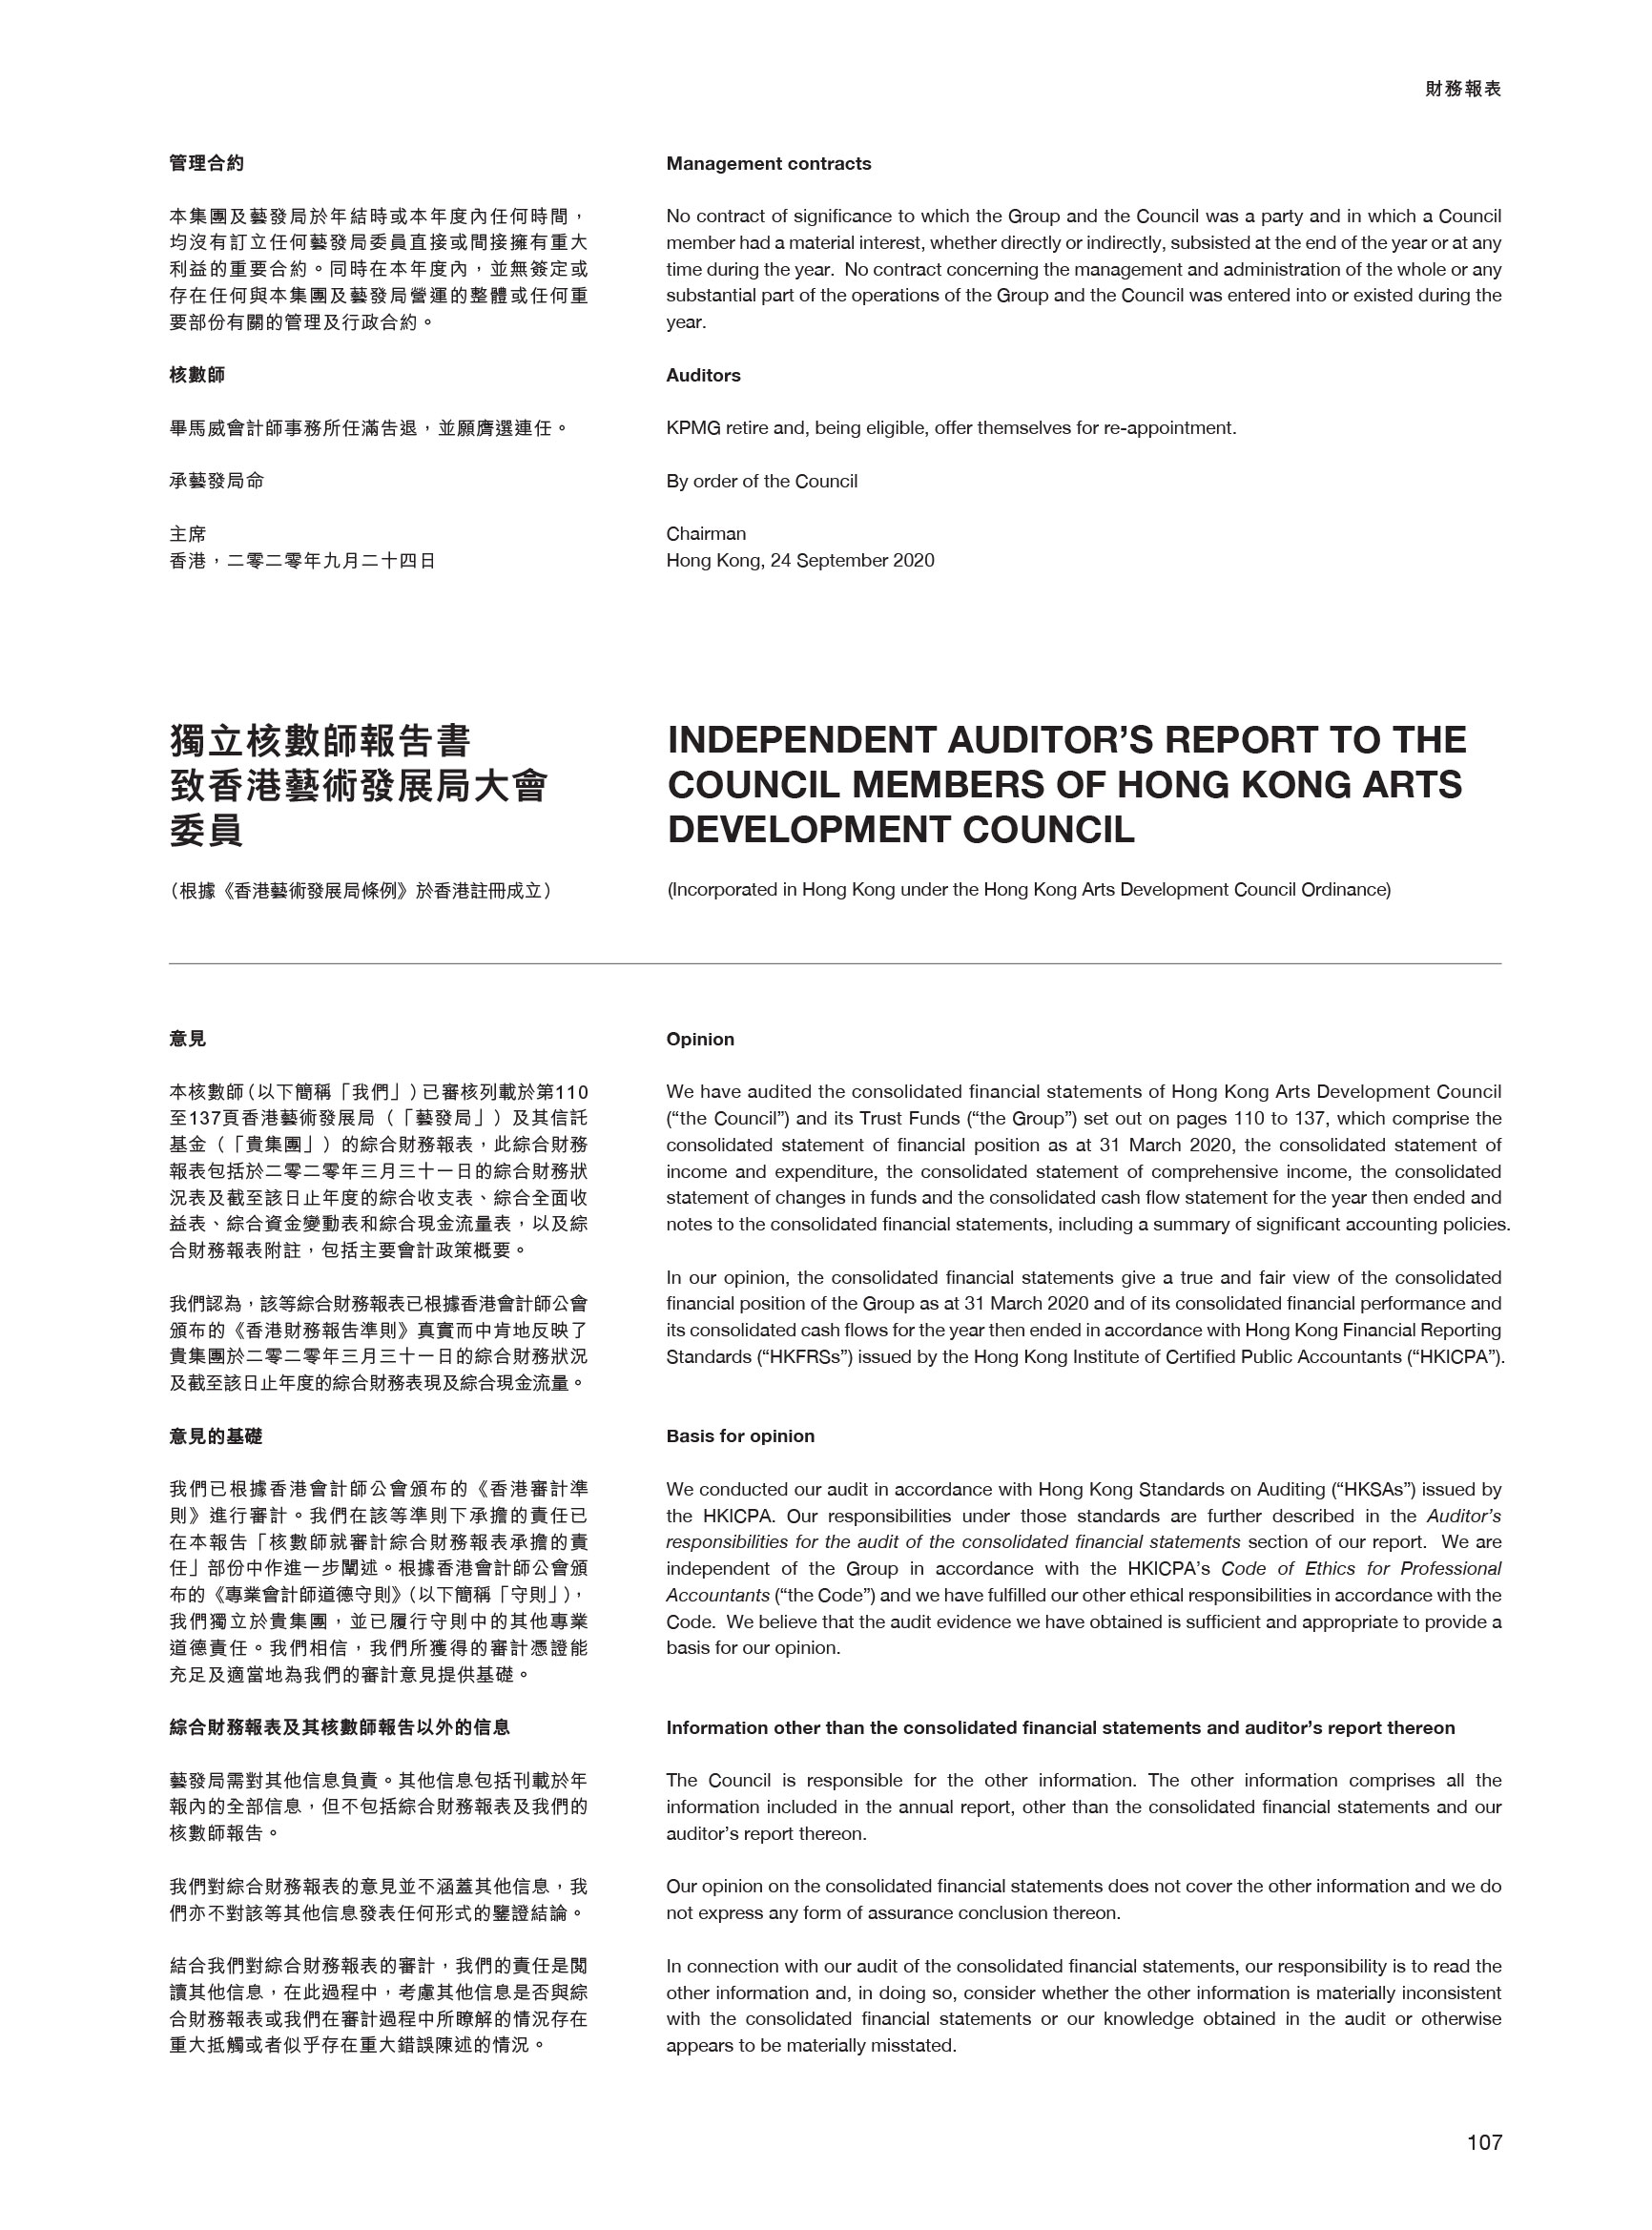 財務報表
管理合約
本集團及藝發局於年結時或本年度內任何時間，
均沒有訂立任何藝發局委員直接或間接擁有重大
利益的重要合約。同時在本年度內，並無簽定或
存在任何與本集團及藝發局營運的整體或任何重
要部份有關的管理及行政合約。
核數師
畢馬威會計師事務所任滿告退，並願膺選連任。
承藝發局命
主席
香港，二零二零年九月二十四日
Management contracts
No contract of significance to which the Group and the Council was a party and in which a Council
member had a material interest, whether directly or indirectly, subsisted at the end of the year or at any
time during the year. No contract concerning the management and administration of the whole or any
substantial part of the operations of the Group and the Council was entered into or existed during the
year.
Auditors
KPMG retire and, being eligible, offer themselves for re-appointment.
By order of the Council
Chairman
Hong Kong, 24 September 2020
獨立核數師報告書
致香港藝術發展局大會
委員
（根據《香港藝術發展局條例》於香港註冊成立）
INDEPENDENT AUDITOR’S REPORT TO THE
COUNCIL MEMBERS OF HONG KONG ARTS
DEVELOPMENT COUNCIL
(Incorporated in Hong Kong under the Hong Kong Arts Development Council Ordinance)
意見
本核數師（以下簡稱「我們」）已審核列載於第110
至137頁香港藝術發展局（「藝發局」）及其信託
基金（「貴集團」）的綜合財務報表，此綜合財務
報表包括於二零二零年三月三十一日的綜合財務狀
況表及截至該日止年度的綜合收支表、綜合全面收
益表、綜合資金變動表和綜合現金流量表，以及綜
合財務報表附註，包括主要會計政策概要。
我們認為，該等綜合財務報表已根據香港會計師公會
頒布的《香港財務報告準則》真實而中肯地反映了
貴集團於二零二零年三月三十一日的綜合財務狀況
及截至該日止年度的綜合財務表現及綜合現金流量。
意見的基礎
我們已根據香港會計師公會頒布的《香港審計準
則》進行審計。我們在該等準則下承擔的責任已
在本報告「核數師就審計綜合財務報表承擔的責
任」部份中作進一步闡述。根據香港會計師公會頒
布的《專業會計師道德守則》（以下簡稱「守則」），
我們獨立於貴集團，並已履行守則中的其他專業
道德責任。我們相信，我們所獲得的審計憑證能
充足及適當地為我們的審計意見提供基礎。
綜合財務報表及其核數師報告以外的信息
藝發局需對其他信息負責。其他信息包括刊載於年
報內的全部信息，但不包括綜合財務報表及我們的
核數師報告。
我們對綜合財務報表的意見並不涵蓋其他信息，我
們亦不對該等其他信息發表任何形式的鑒證結論。
結合我們對綜合財務報表的審計，我們的責任是閱
讀其他信息，在此過程中，考慮其他信息是否與綜
合財務報表或我們在審計過程中所瞭解的情況存在
重大抵觸或者似乎存在重大錯誤陳述的情況。
Opinion
We have audited the consolidated financial statements of Hong Kong Arts Development Council
(“the Council”) and its Trust Funds (“the Group”) set out on pages 110 to 137, which comprise the
consolidated statement of financial position as at 31 March 2020, the consolidated statement of
income and expenditure, the consolidated statement of comprehensive income, the consolidated
statement of changes in funds and the consolidated cash flow statement for the year then ended and
notes to the consolidated financial statements, including a summary of significant accounting policies.
In our opinion, the consolidated financial statements give a true and fair view of the consolidated
financial position of the Group as at 31 March 2020 and of its consolidated financial performance and
its consolidated cash flows for the year then ended in accordance with Hong Kong Financial Reporting
Standards (“HKFRSs”) issued by the Hong Kong Institute of Certified Public Accountants (“HKICPA”).
Basis for opinion
We conducted our audit in accordance with Hong Kong Standards on Auditing (“HKSAs”) issued by
the HKICPA. Our responsibilities under those standards are further described in the Auditor’s
responsibilities for the audit of the consolidated financial statements section of our report. We are
independent of the Group in accordance with the HKICPA’s Code of Ethics for Professional
Accountants (“the Code”) and we have fulfilled our other ethical responsibilities in accordance with the
Code. We believe that the audit evidence we have obtained is sufficient and appropriate to provide a
basis for our opinion.
Information other than the consolidated financial statements and auditor’s report thereon
The Council is responsible for the other information. The other information comprises all the
information included in the annual report, other than the consolidated financial statements and our
auditor’s report thereon.
Our opinion on the consolidated financial statements does not cover the other information and we do
not express any form of assurance conclusion thereon.
In connection with our audit of the consolidated financial statements, our responsibility is to read the
other information and, in doing so, consider whether the other information is materially inconsistent
with the consolidated financial statements or our knowledge obtained in the audit or otherwise
appears to be materially misstated.
107